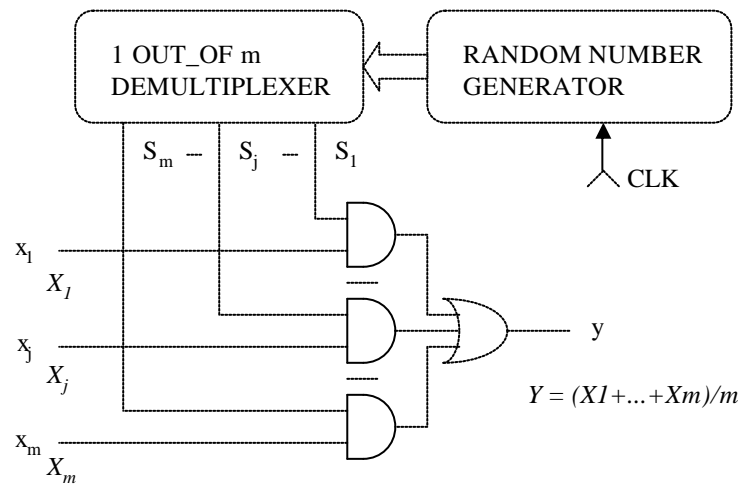 1 OUT_OF m
DEMULTIPLEXER
RANDOM NUMBER
GENERATOR
S_m --- S_j --- S_1
CLK
x_1
X_1
x_j
X_j
y
Y = (X1+...+Xm)/m
x_m
X_m